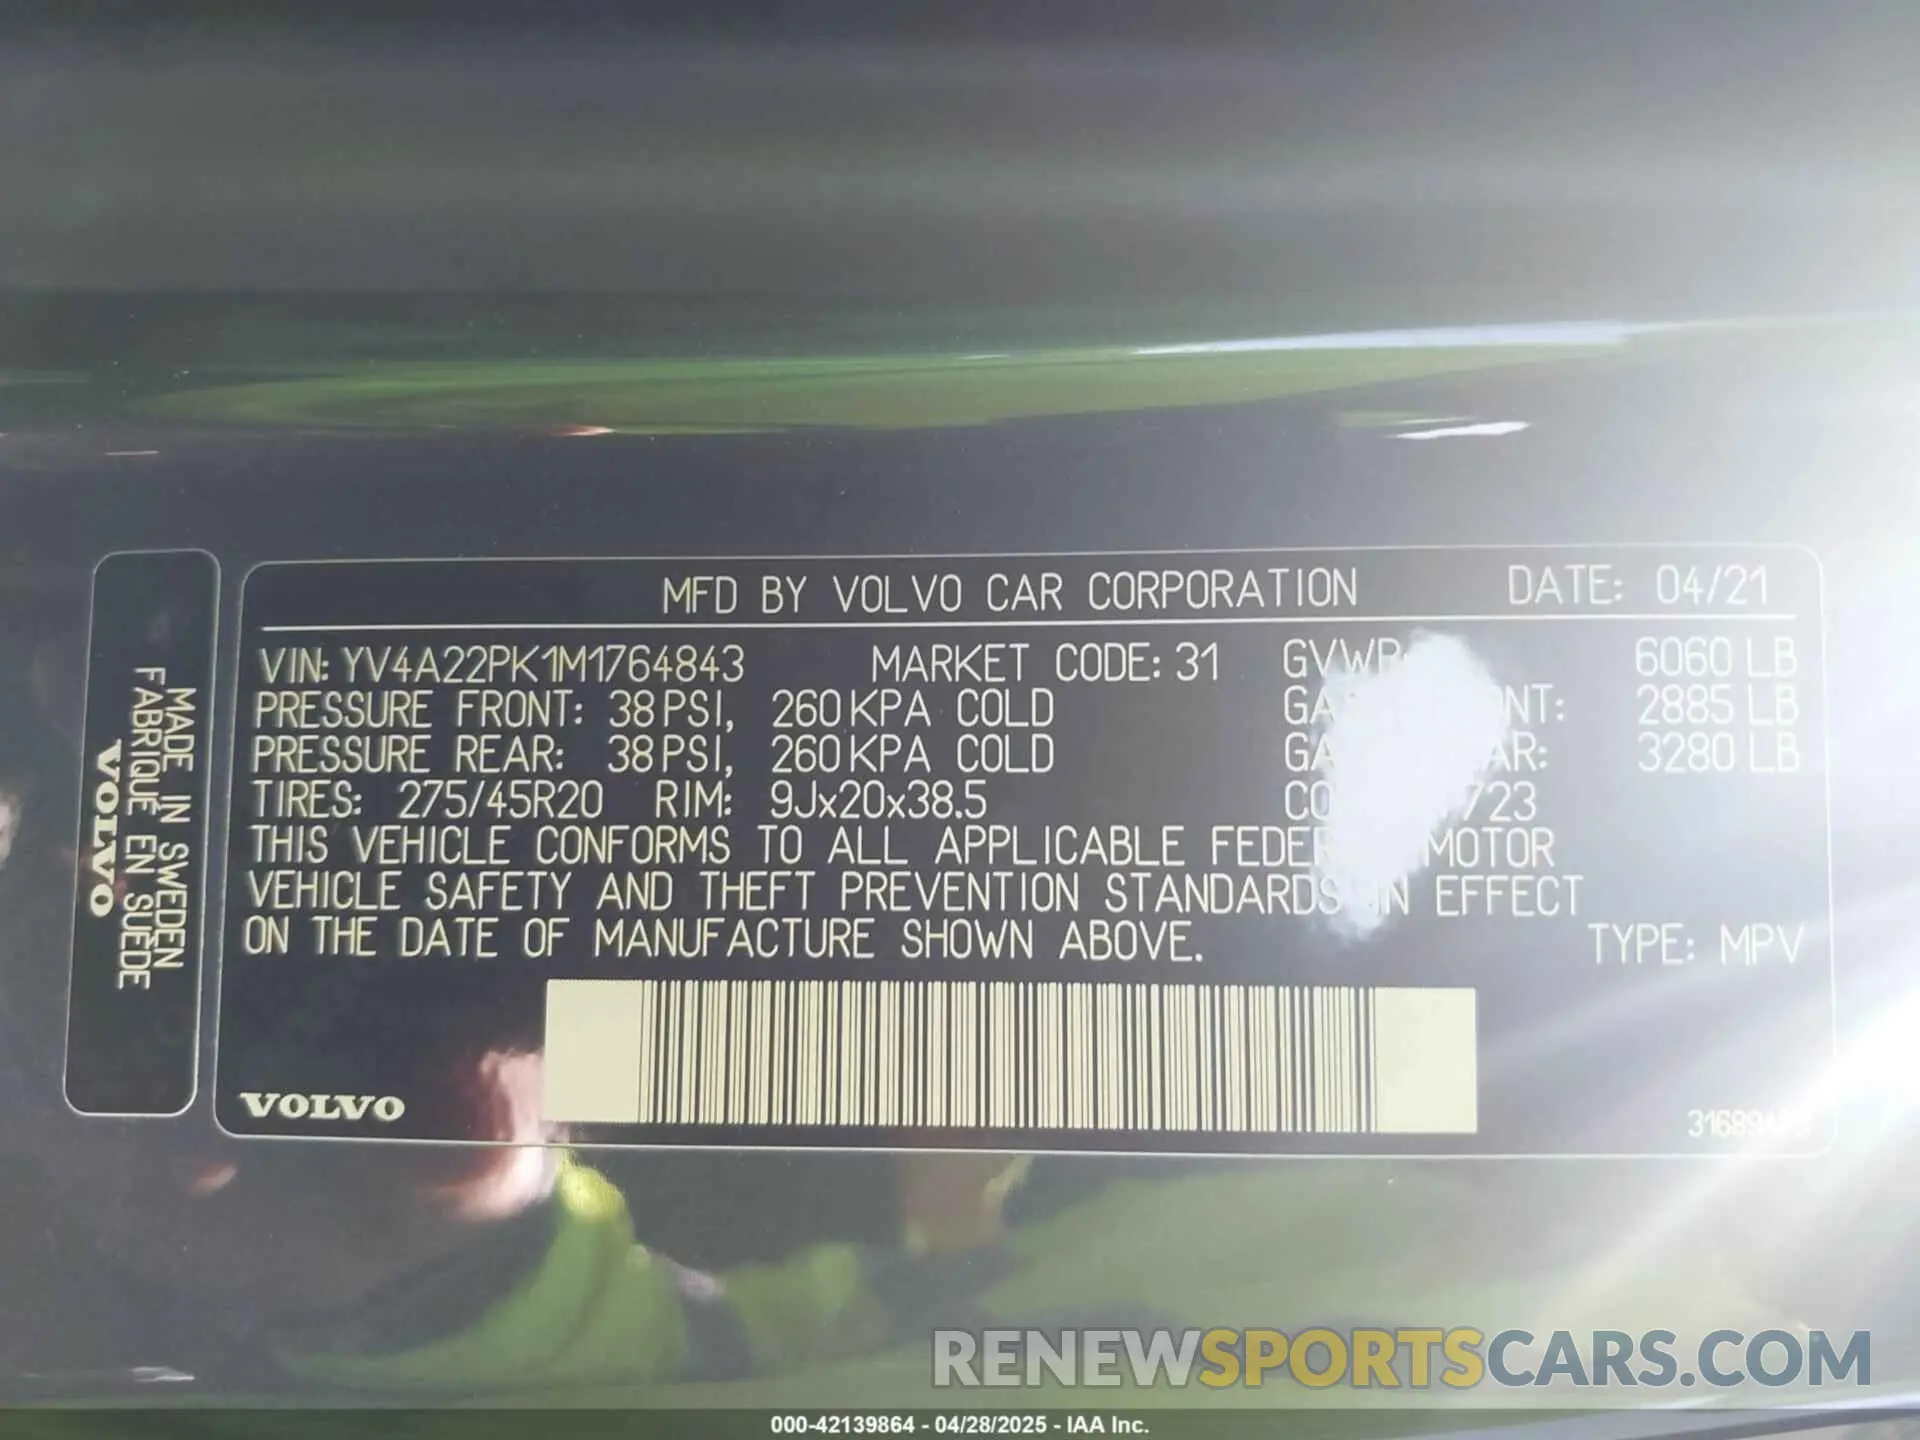 MFD BY VOLVO CAR CORPORATION DATE: 04/21
VIN: YV4A22PK1M1764843 MARKET CODE: 31 GVWR 6060 LB
PRESSURE FRONT: 38 PSI, 260 KPA COLD 2885 LB
PRESSURE REAR: 38 PSI, 260 KPA COLD 3280 LB
TIRES: 275/45R20 RIM: 9Jx20x38.5 723
THIS VEHICLE CONFORMS TO ALL APPLICABLE FEDERAL MOTOR
VEHICLE SAFETY AND THEFT PREVENTION STANDARDS IN EFFECT
ON THE DATE OF MANUFACTURE SHOWN ABOVE.
TYPE: MPV
VOLVO
MADE IN SWEDEN
FABRIQUÉ EN SUÈDE
VOLVO
RENEWSPORTSCARS.COM
000-42139864 - 04/28/2025 - IAA Inc.